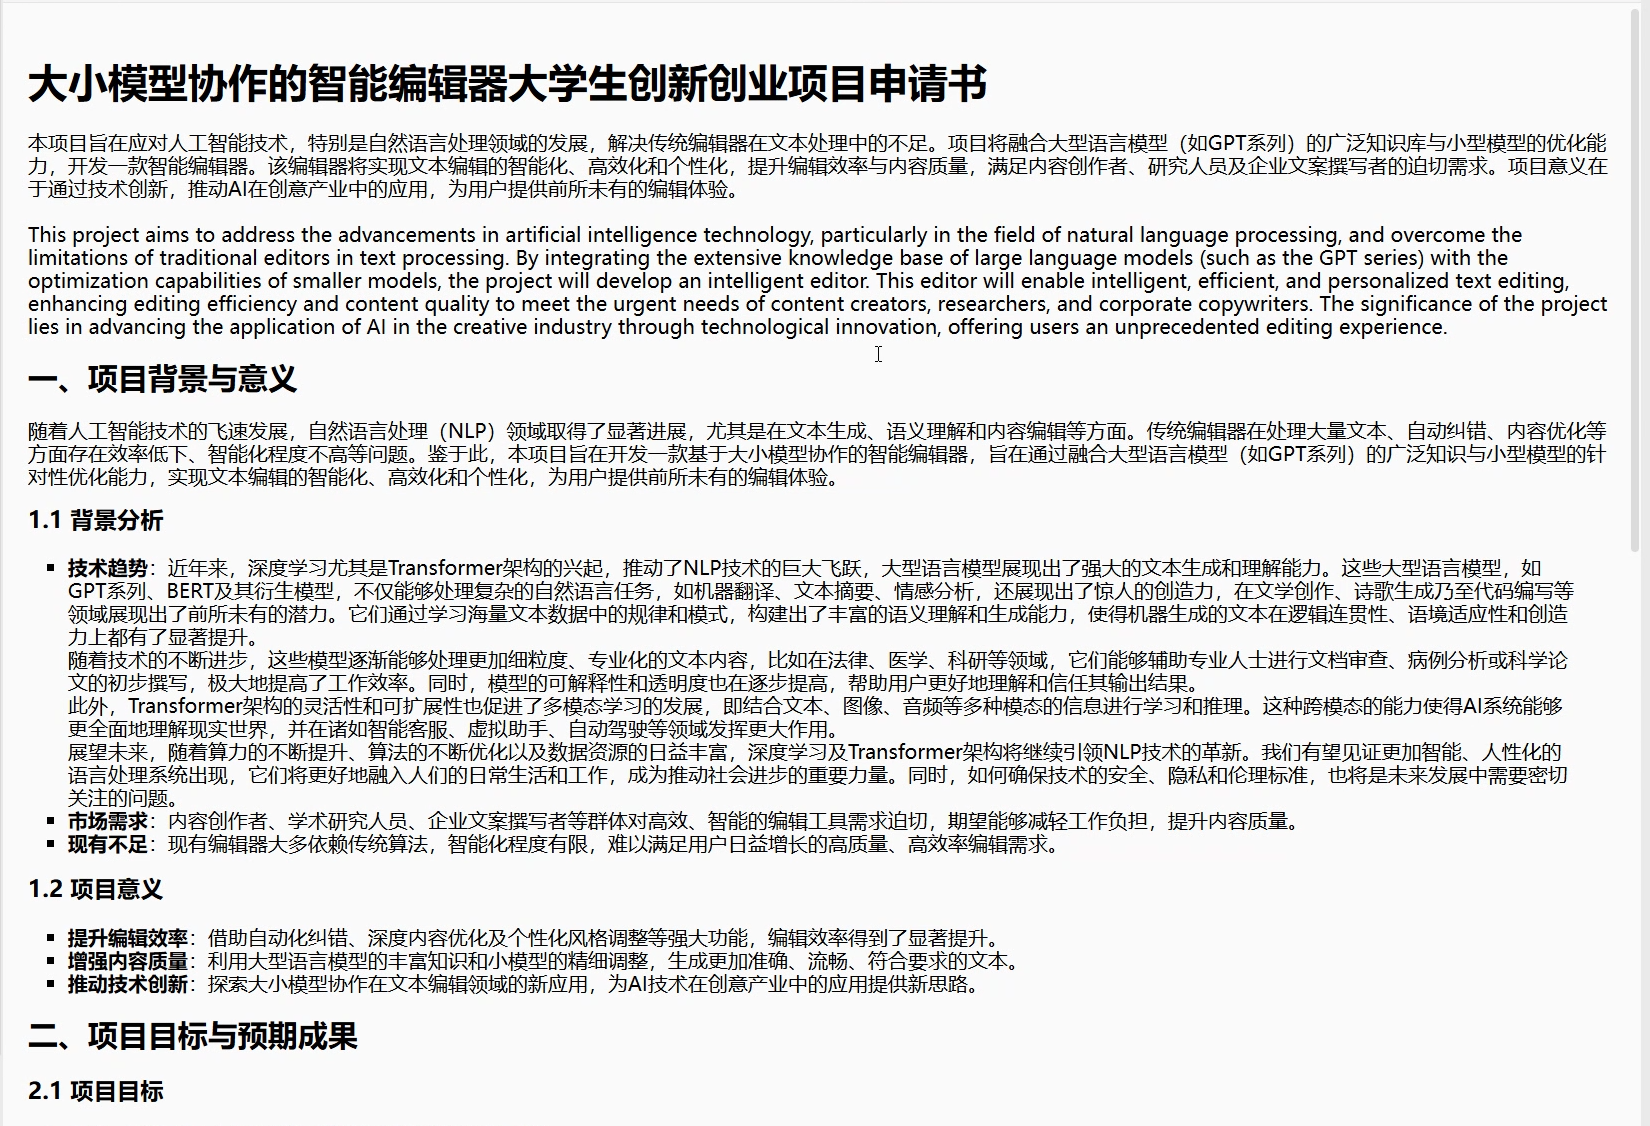 大小模型协作的智能编辑器大学生创新创业项目申请书
本项目旨在应对人工智能技术，特别是自然语言处理领域的发展，解决传统编辑器在文本处理中的不足。项目将融合大型语言模型（如GPT系列）的广泛知识库与小型模型的优化能
力，开发一款智能编辑器。该编辑器将实现文本编辑的智能化、高效化和个性化，提升编辑效率与内容质量，满足内容创作者、研究人员及企业文案撰写者的迫切需求。项目意义在
于通过技术创新，推动AI在创意产业中的应用，为用户提供前所未有的编辑体验。
This project aims to address the advancements in artificial intelligence technology, particularly in the field of natural language processing, and overcome the
limitations of traditional editors in text processing. By integrating the extensive knowledge base of large language models (such as the GPT series) with the
optimization capabilities of smaller models, the project will develop an intelligent editor. This editor will enable intelligent, efficient, and personalized text editing,
enhancing editing efficiency and content quality to meet the urgent needs of content creators, researchers, and corporate copywriters. The significance of the project
lies in advancing the application of AI in the creative industry through technological innovation, offering users an unprecedented editing experience.
一、项目背景与意义
随着人工智能技术的飞速发展，自然语言处理（NLP）领域取得了显著进展，尤其是在文本生成、语义理解和内容编辑等方面。传统编辑器在处理大量文本、自动纠错、内容优化等
方面存在效率低下、智能化程度不高等问题。鉴于此，本项目旨在开发一款基于大小模型协作的智能编辑器，旨在通过融合大型语言模型（如GPT系列）的广泛知识与小型模型的针
对性优化能力，实现文本编辑的智能化、高效化和个性化，为用户提供前所未有的编辑体验。
1.1 背景分析
▪ 技术趋势：近年来，深度学习尤其是Transformer架构的兴起，推动了NLP技术的巨大飞跃，大型语言模型展现出了强大的文本生成和理解能力。这些大型语言模型，如
GPT系列、BERT及其衍生模型，不仅能够处理复杂的自然语言任务，如机器翻译、文本摘要、情感分析，还展现出了惊人的创造力，在文学创作、诗歌生成乃至代码编写等
领域展现出了前所未有的潜力。它们通过学习海量文本数据中的规律和模式，构建出了丰富的语义理解和生成能力，使得机器生成的文本在逻辑连贯性、语境适应性和创造
力上都有了显著提升。
随着技术的不断进步，这些模型逐渐能够处理更加细粒度、专业化的文本内容，比如在法律、医学、科研等领域，它们能够辅助专业人士进行文档审查、病例分析或科学论
文的初步撰写，极大地提高了工作效率。同时，模型的可解释性和透明度也在逐步提高，帮助用户更好地理解和信任其输出结果。
此外，Transformer架构的灵活性和可扩展性也促进了多模态学习的发展，即结合文本、图像、音频等多种模态的信息进行学习和推理。这种跨模态的能力使得AI系统能够
更全面地理解现实世界，并在诸如智能客服、虚拟助手、自动驾驶等领域发挥更大作用。
展望未来，随着算力的不断提升、算法的不断优化以及数据资源的日益丰富，深度学习及Transformer架构将继续引领NLP技术的革新。我们有望见证更加智能、人性化的
语言处理系统出现，它们将更好地融入人们的日常生活和工作，成为推动社会进步的重要力量。同时，如何确保技术的安全、隐私和伦理标准，也将是未来发展中需要密切
关注的问题。
▪ 市场需求：内容创作者、学术研究人员、企业文案撰写者等群体对高效、智能的编辑工具需求迫切，期望能够减轻工作负担，提升内容质量。
▪ 现有不足：现有编辑器大多依赖传统算法，智能化程度有限，难以满足用户日益增长的高质量、高效率编辑需求。
1.2 项目意义
▪ 提升编辑效率：借助自动化纠错、深度内容优化及个性化风格调整等强大功能，编辑效率得到了显著提升。
▪ 增强内容质量：利用大型语言模型的丰富知识和小模型的精细调整，生成更加准确、流畅、符合要求的文本。
▪ 推动技术创新：探索大小模型协作在文本编辑领域的新应用，为AI技术在创意产业中的应用提供新思路。
二、项目目标与预期成果
2.1 项目目标